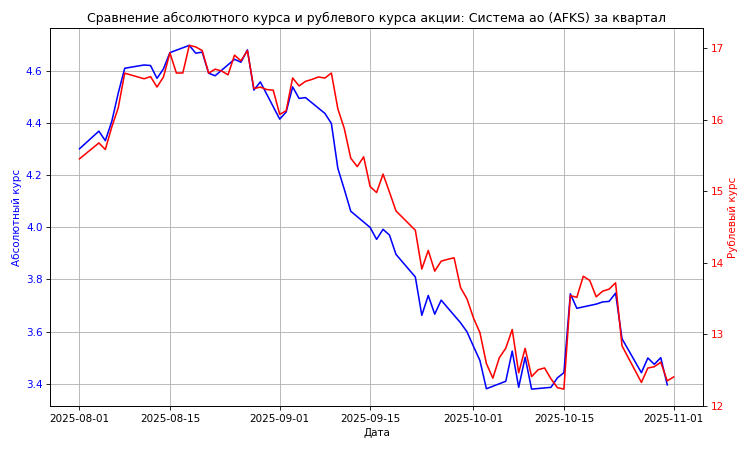 Сравнение абсолютного курса и рублевого курса акции: Система ао (AFKS) за квартал
Абсолютный курс
4.6
4.4
4.2
4.0
3.8
3.6
3.4
17
16
15
14
13
12
Рублевый курс
2025-08-01 2025-08-15 2025-09-01 2025-09-15 2025-10-01 2025-10-15 2025-11-01
Дата